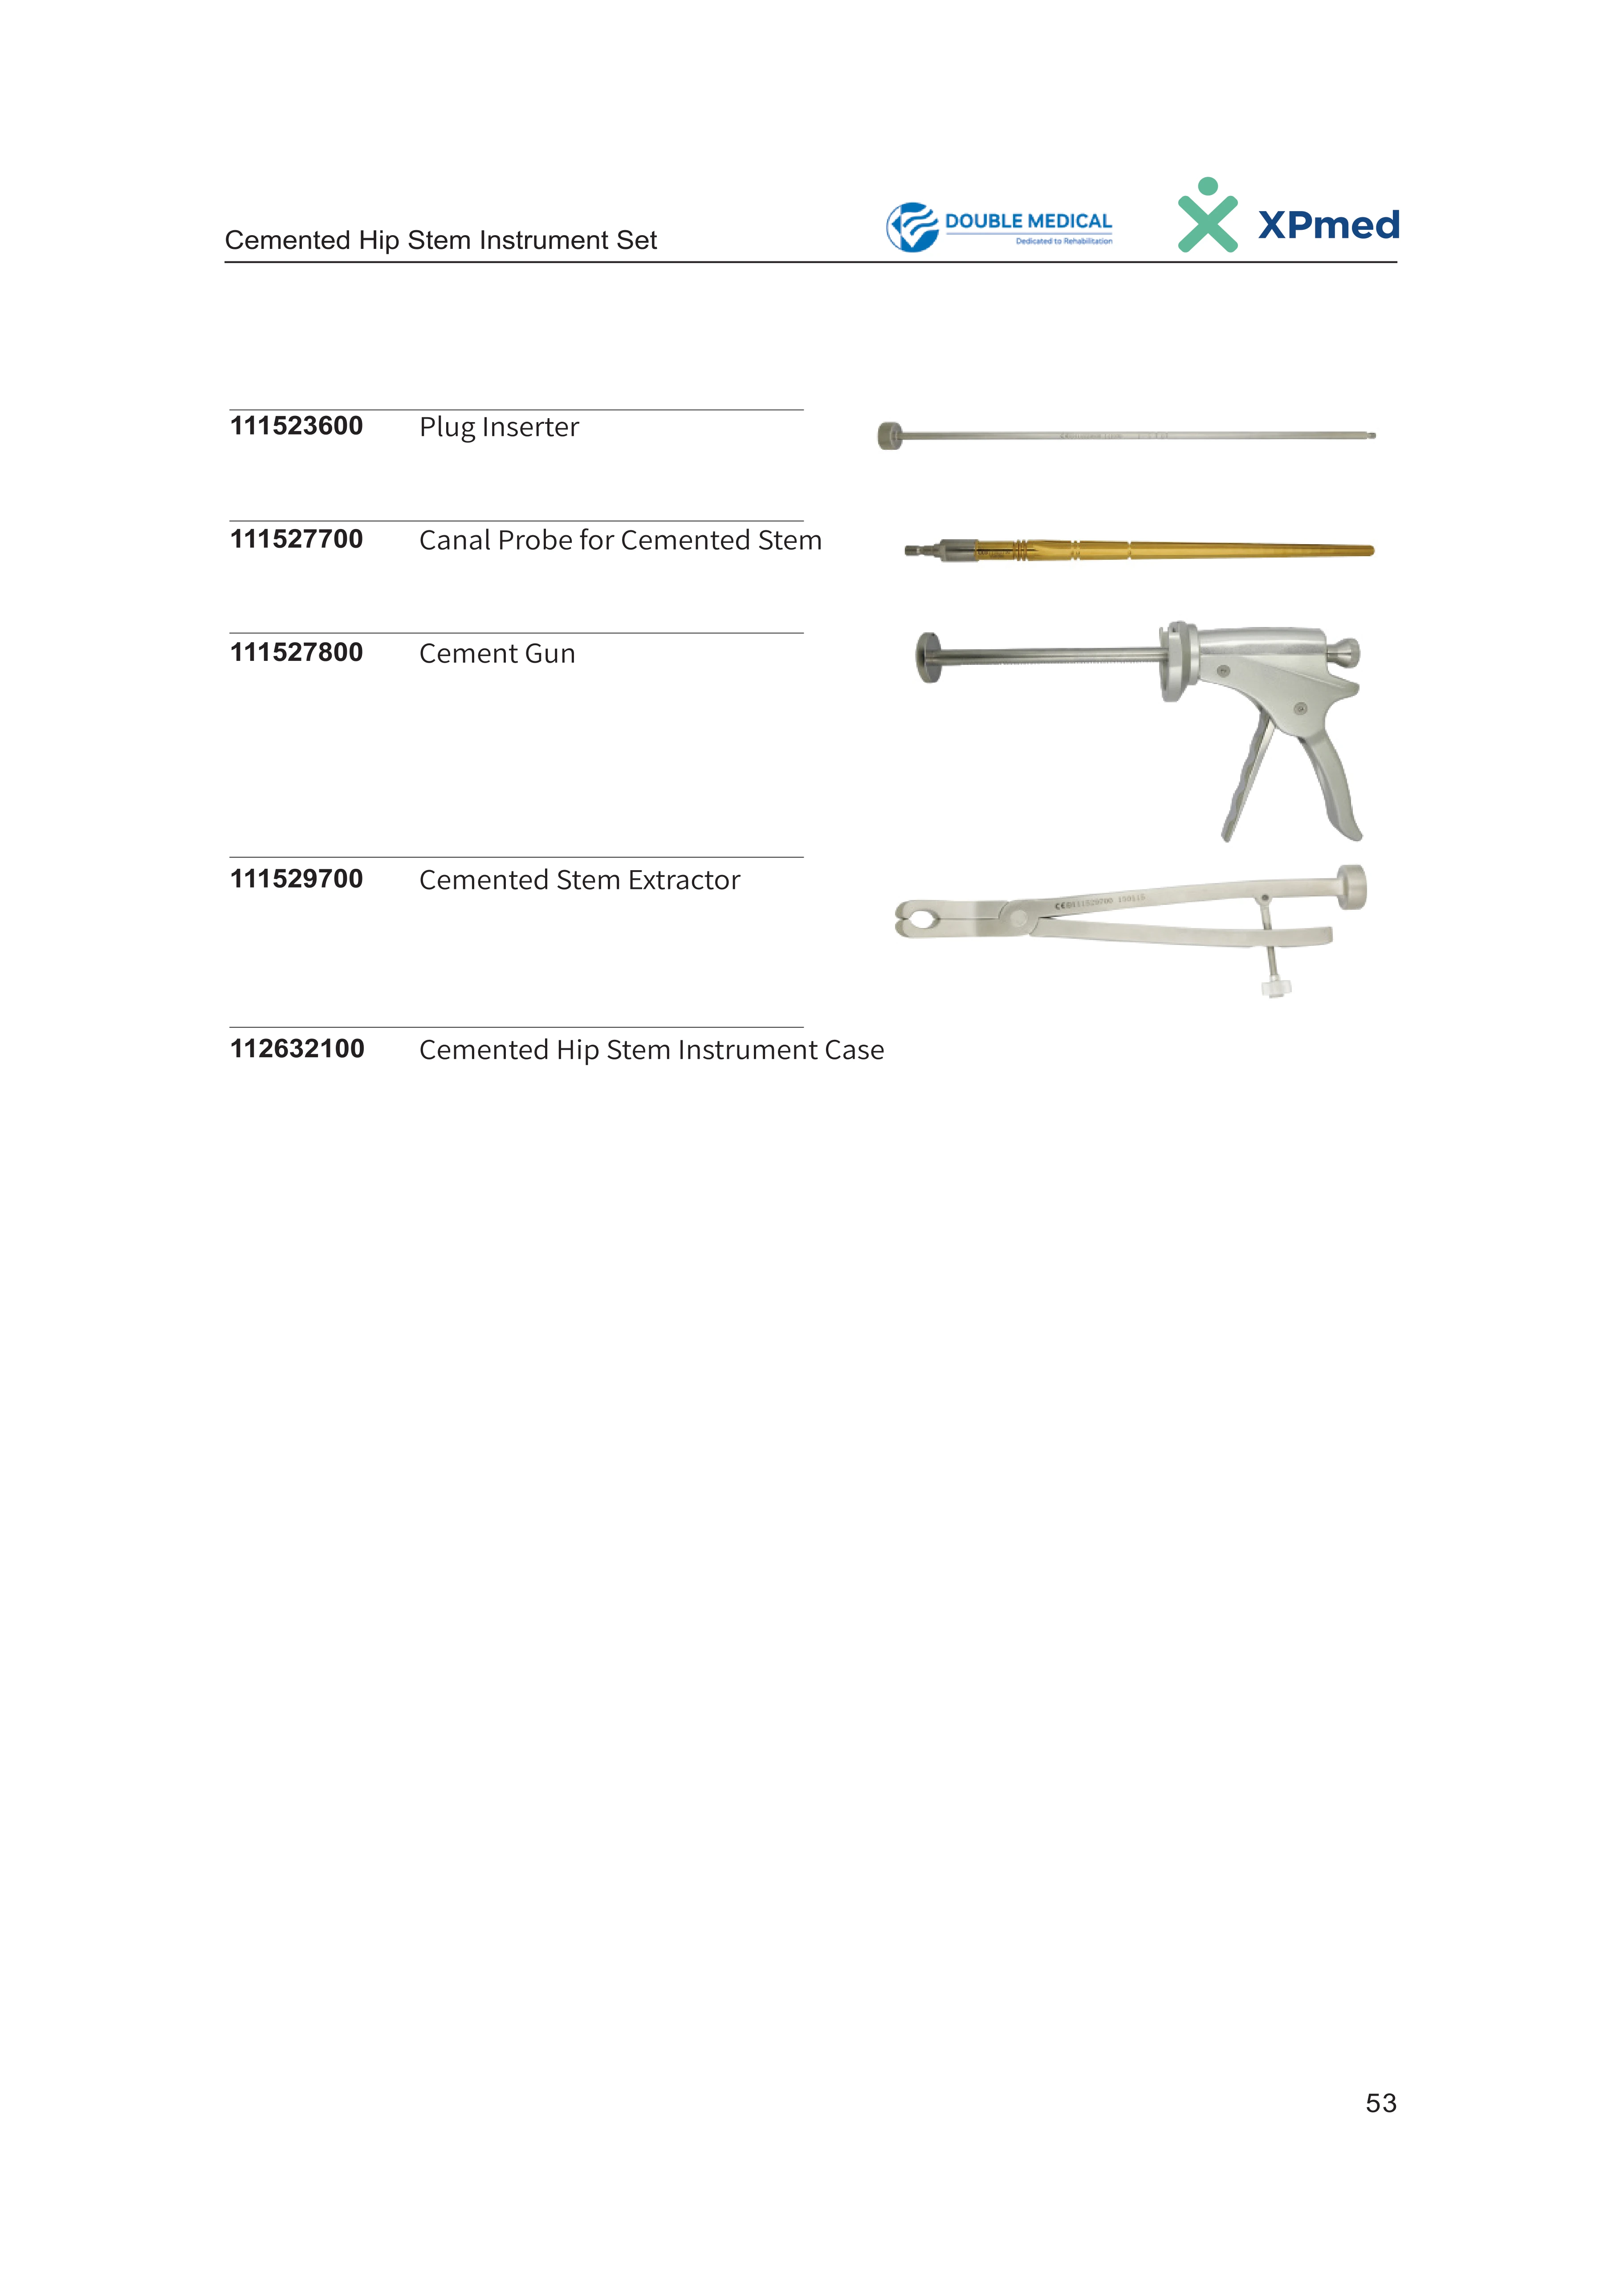 Cemented Hip Stem Instrument Set
DOUBLE MEDICAL
Dedicated to Rehabilitation
XPmed
111523600 Plug Inserter
111527700 Canal Probe for Cemented Stem
111527800 Cement Gun
111529700 Cemented Stem Extractor
112632100 Cemented Hip Stem Instrument Case
53